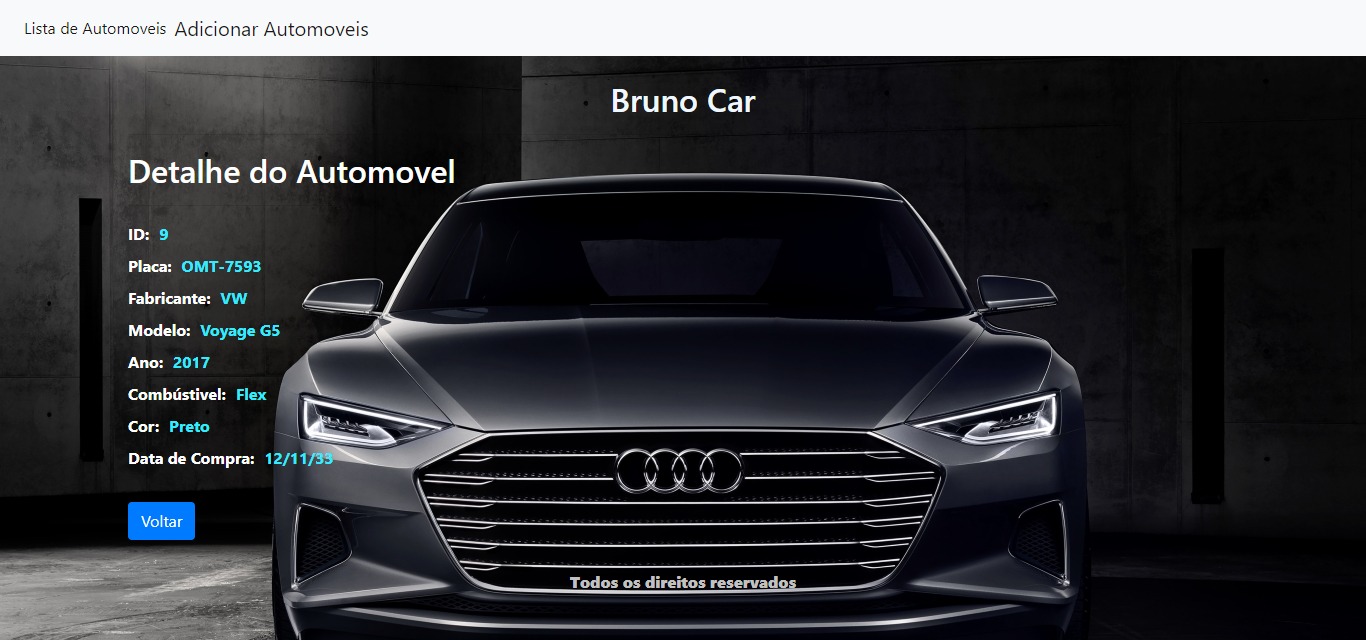 Lista de Automoveis Adicionar Automoveis
Bruno Car
Detalhe do Automovel
ID: 9
Placa: OMT-7593
Fabricante: VW
Modelo: Voyage G5
Ano: 2017
Combústivel: Flex
Cor: Preto
Data de Compra: 12/11/33
Voltar
Todos os direitos reservados